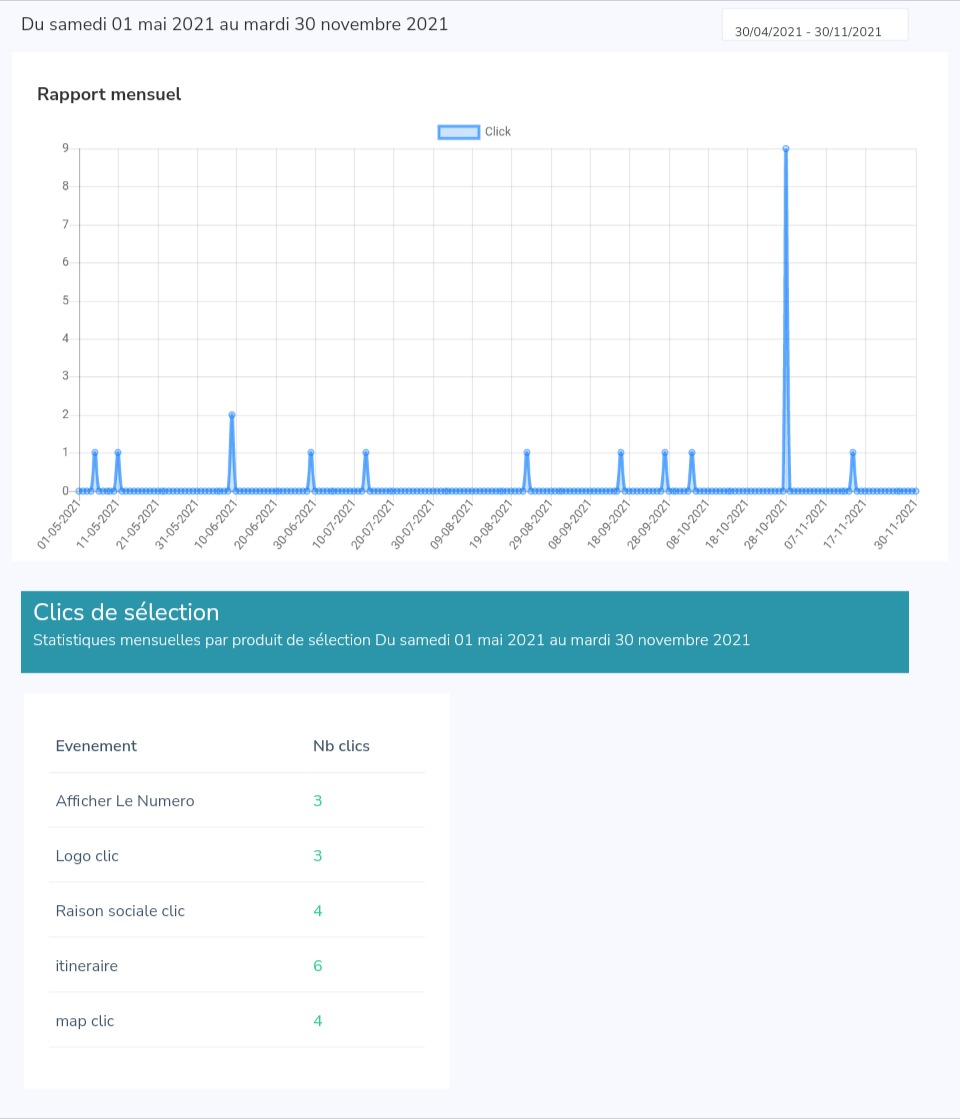 Du samedi 01 mai 2021 au mardi 30 novembre 2021
30/04/2021 - 30/11/2021
Rapport mensuel
Click
9
8
7
6
5
4
3
2
1
0
01-05-2021
11-05-2021
21-05-2021
31-05-2021
10-06-2021
20-06-2021
30-06-2021
10-07-2021
20-07-2021
30-07-2021
09-08-2021
19-08-2021
29-08-2021
08-09-2021
18-09-2021
28-09-2021
08-10-2021
18-10-2021
28-10-2021
07-11-2021
17-11-2021
30-11-2021
Clics de sélection
Statistiques mensuelles par produit de sélection Du samedi 01 mai 2021 au mardi 30 novembre 2021
Evenement Nb clics
Afficher Le Numero 3
Logo clic 3
Raison sociale clic 4
itineraire 6
map clic 4